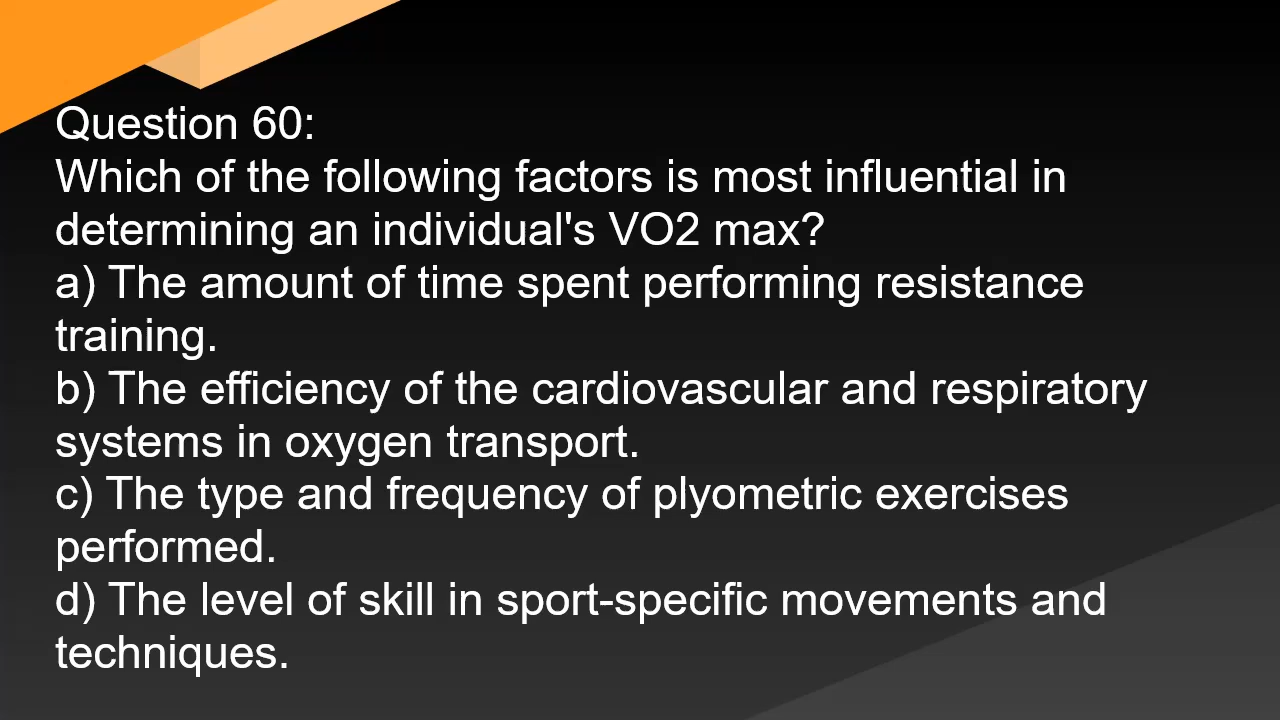 Question 60:
Which of the following factors is most influential in
determining an individual's VO2 max?
a) The amount of time spent performing resistance
training.
b) The efficiency of the cardiovascular and respiratory
systems in oxygen transport.
c) The type and frequency of plyometric exercises
performed.
d) The level of skill in sport-specific movements and
techniques.